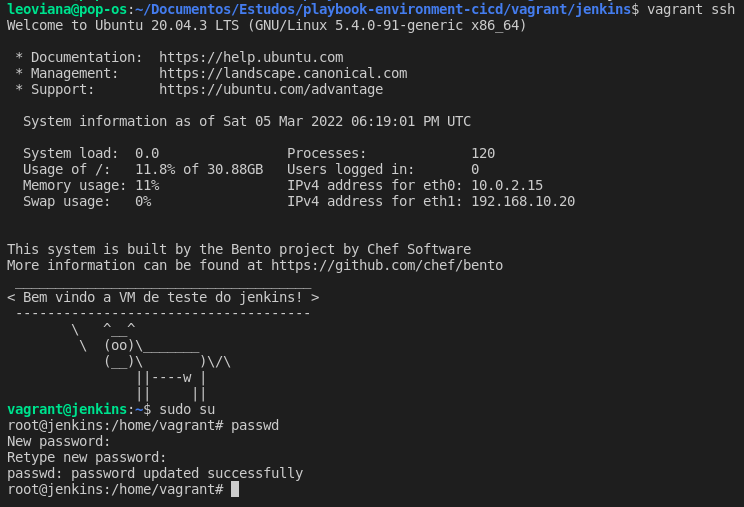 leoviana@pop-os:~/Documentos/Estudos/playbook-environment-cicd/vagrant/jenkins$ vagrant ssh
Welcome to Ubuntu 20.04.3 LTS (GNU/Linux 5.4.0-91-generic x86_64)

 * Documentation:  https://help.ubuntu.com
 * Management:     https://landscape.canonical.com
 * Support:        https://ubuntu.com/advantage

  System information as of Sat 05 Mar 2022 06:19:01 PM UTC

  System load:  0.0                Processes:             120
  Usage of /:   11.8% of 30.88GB   Users logged in:       0
  Memory usage: 11%                IPv4 address for eth0: 10.0.2.15
  Swap usage:   0%                 IPv4 address for eth1: 192.168.10.20


This system is built by the Bento project by Chef Software
More information can be found at https://github.com/chef/bento
 _____________________________________
< Bem vindo a VM de teste do jenkins! >
 -------------------------------------
        \   ^__^
         \  (oo)\_______
            (__)\       )\/\
                ||----w |
                ||     ||
vagrant@jenkins:~$ sudo su
root@jenkins:/home/vagrant# passwd
New password:
Retype new password:
passwd: password updated successfully
root@jenkins:/home/vagrant#